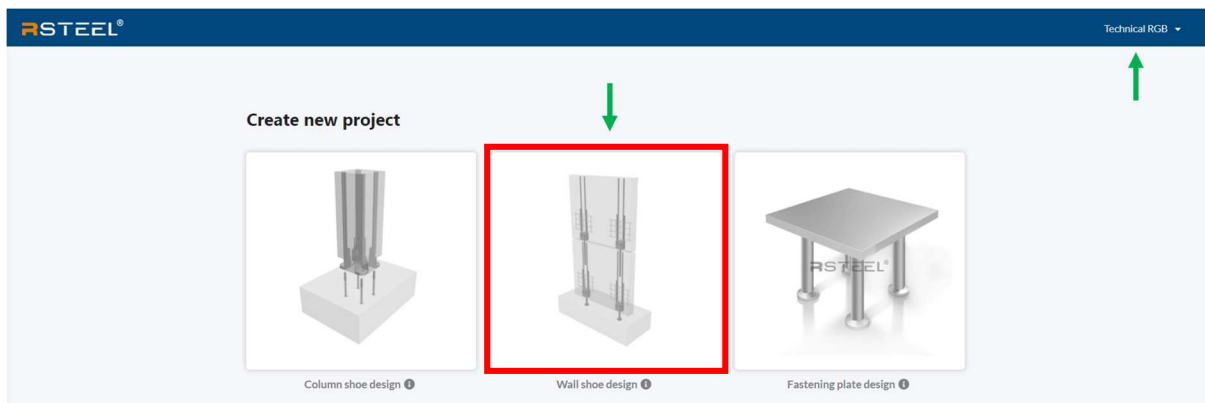 RSTEEL®
Technical RGB
Create new project
RSTEEL®
Column shoe design
Wall shoe design
Fastening plate design